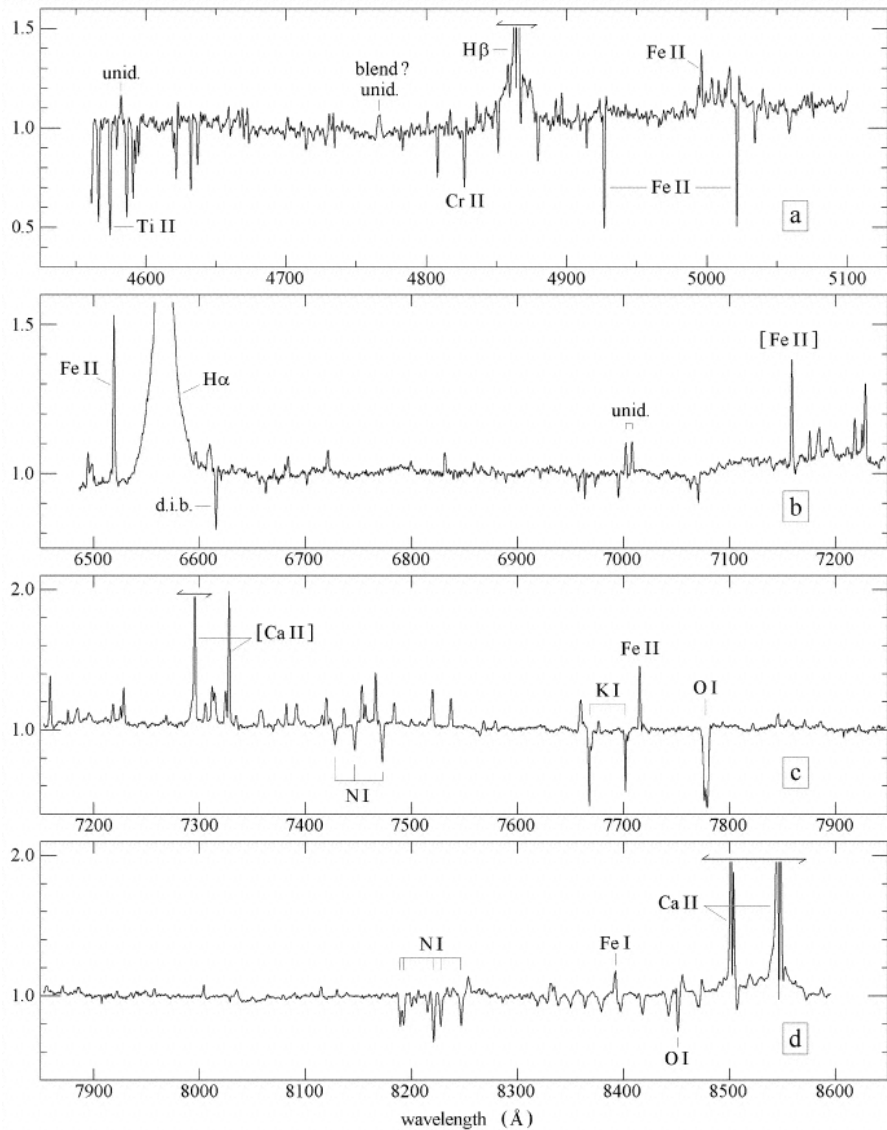 1.5
1.0
0.5
unid.
blend?
unid.
Hβ
Fe II
Ti II
Cr II
Fe II
a
4600 4700 4800 4900 5000 5100
1.5
1.0
Fe II
Hα
d.i.b.
unid.
[Fe II]
b
6500 6600 6700 6800 6900 7000 7100 7200
2.0
1.0
[Ca II]
N I
K I
Fe II
O I
c
7200 7300 7400 7500 7600 7700 7800 7900
2.0
1.0
N I
Fe I
Ca II
O I
d
7900 8000 8100 8200 8300 8400 8500 8600
wavelength (Å)